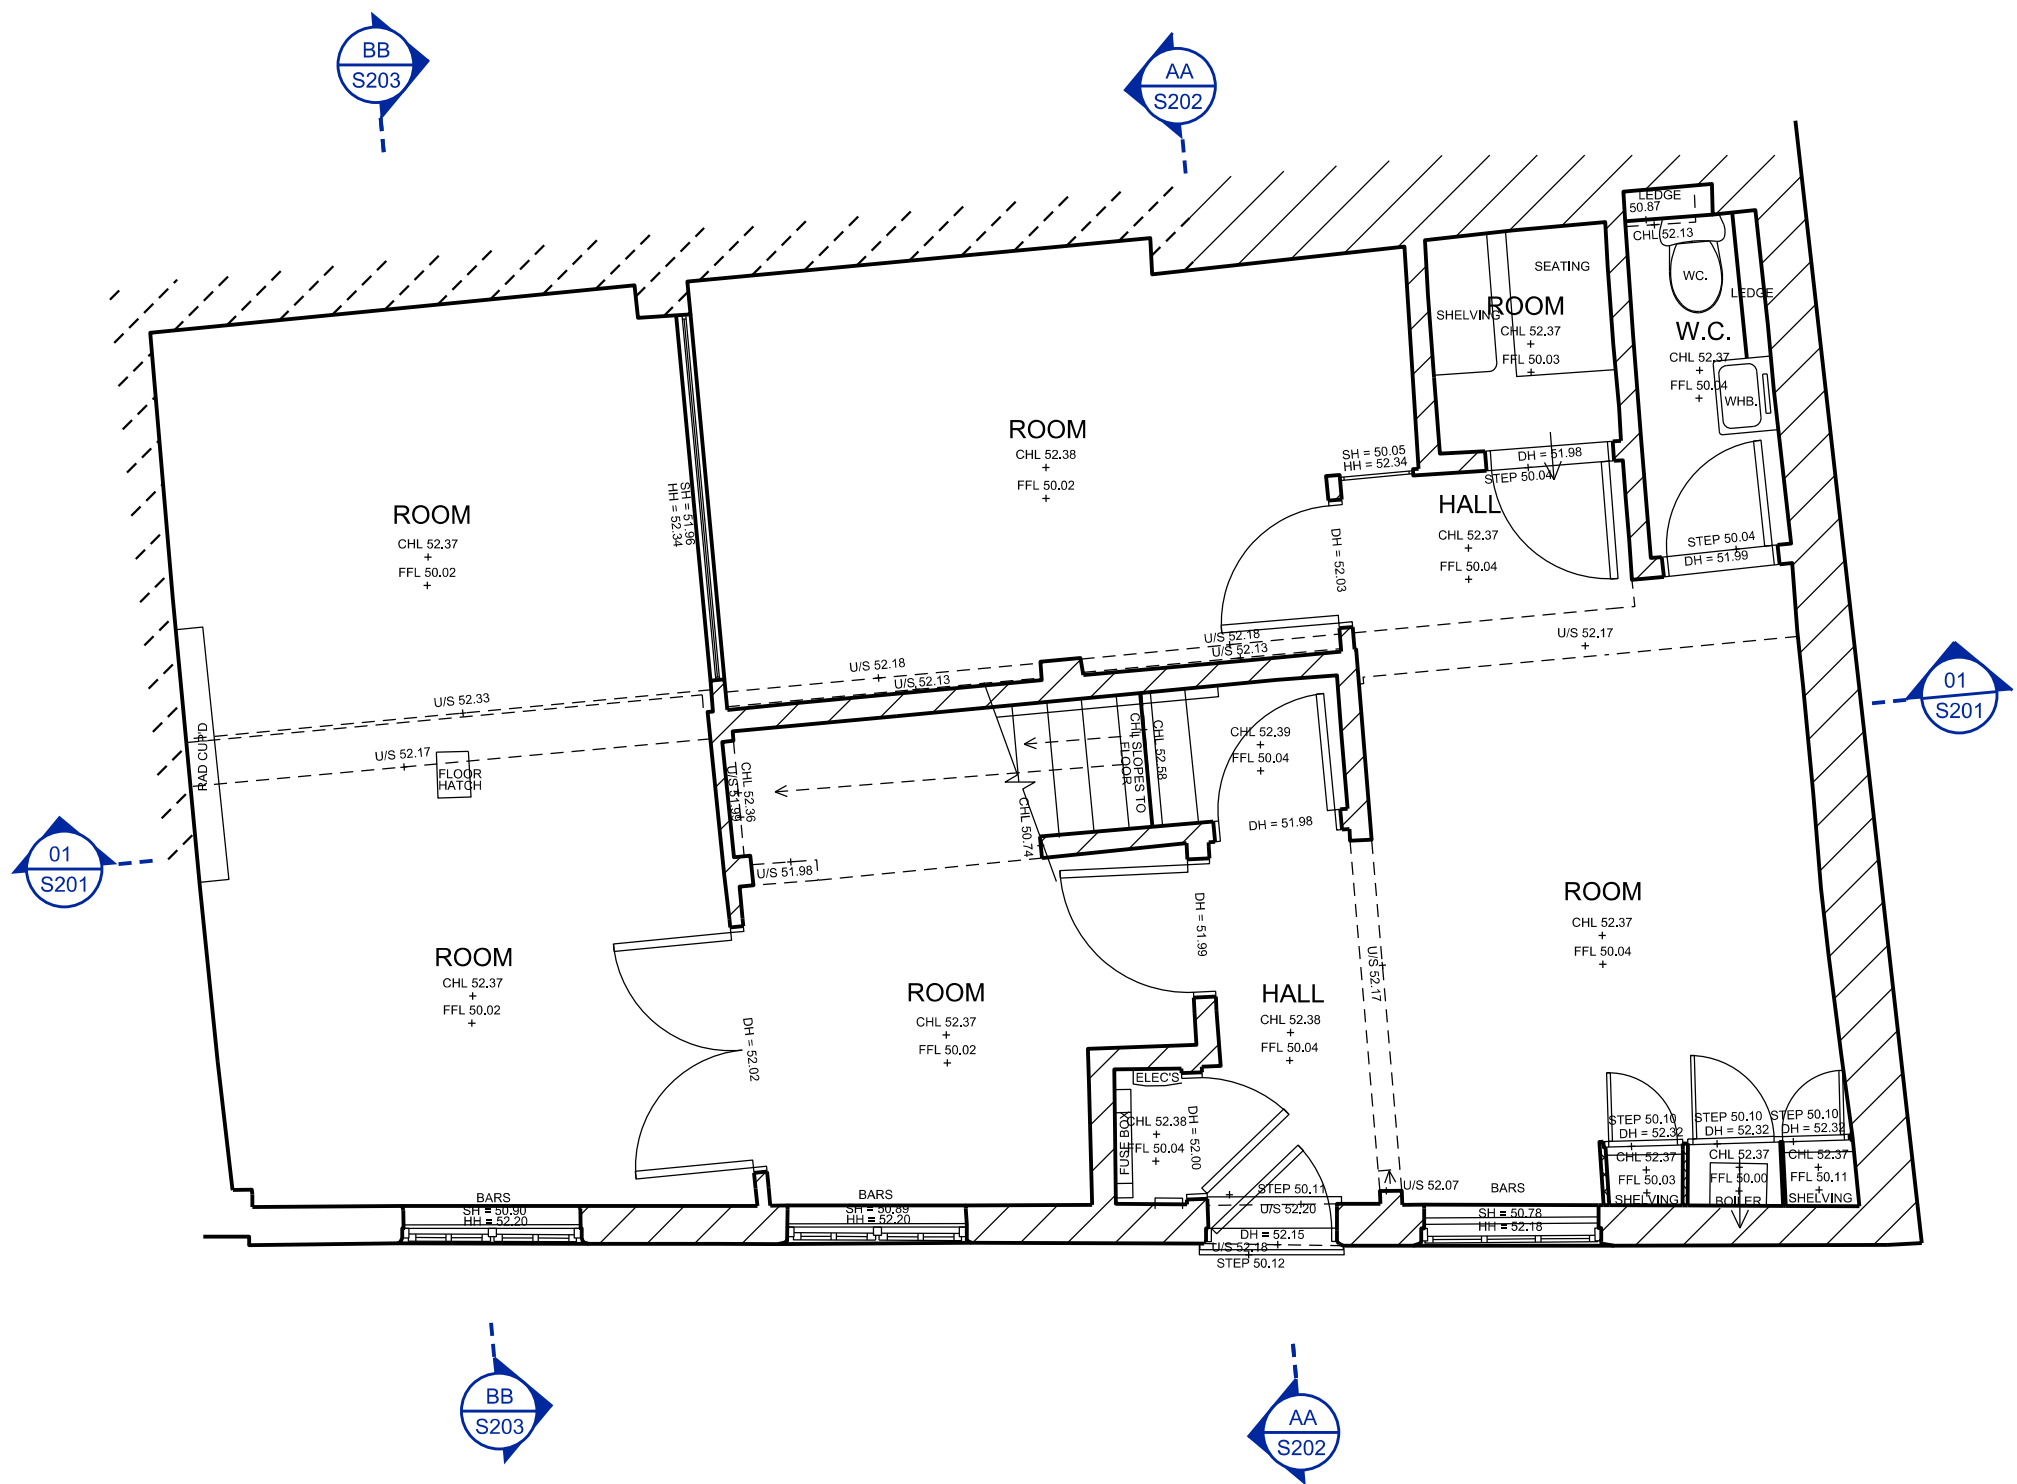 BB
S203
AA
S202
LEDGE
50.87
CHL 52.13
WC.
LEDGE
SEATING
SHELVING
ROOM
CHL 52.37
FFL 50.03
W.C.
CHL 52.37
FFL 50.04
WHB.
ROOM
CHL 52.38
FFL 50.02
SH = 50.05
HH = 52.34
DH = 51.98
STEP 50.04
ROOM
CHL 52.37
FFL 50.02
SH = 51.96
HH = 52.34
HALL
CHL 52.37
FFL 50.04
DH = 52.03
STEP 50.04
DH = 51.99
U/S 52.18
U/S 52.13
U/S 52.17
U/S 52.18
U/S 52.13
U/S 52.33
U/S 52.17
RAD CUP'D
FLOOR
HATCH
CHL 52.36
U/S 51.99
CHL SLOPES TO
FLOOR
CHL 52.58
CHL 52.39
FFL 50.04
CHL 50.74
DH = 51.98
U/S 51.98
01
S201
01
S201
ROOM
CHL 52.37
FFL 50.04
ROOM
CHL 52.37
FFL 50.02
ROOM
CHL 52.37
FFL 50.02
DH = 51.99
HALL
CHL 52.38
FFL 50.04
U/S 52.17
DH = 52.02
ELEC'S
FUSE BOX
CHL 52.38
FFL 50.04
DH = 52.00
STEP 50.10
DH = 52.32
STEP 50.10
DH = 52.32
STEP 50.10
DH = 52.32
CHL 52.37
FFL 50.03
SHELVING
CHL 52.37
FFL 50.00
BOILER
CHL 52.37
FFL 50.11
SHELVING
BARS
SH = 50.90
HH = 52.20
BARS
SH = 50.89
HH = 52.20
STEP 50.11
U/S 52.20
DH = 52.15
U/S 52.18
STEP 50.12
U/S 52.07
BARS
SH = 50.78
HH = 52.18
BB
S203
AA
S202